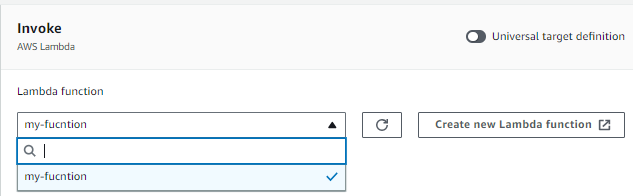 Invoke
AWS Lambda
Universal target definition
Lambda function
my-fucntion
Create new Lambda function
my-fucntion